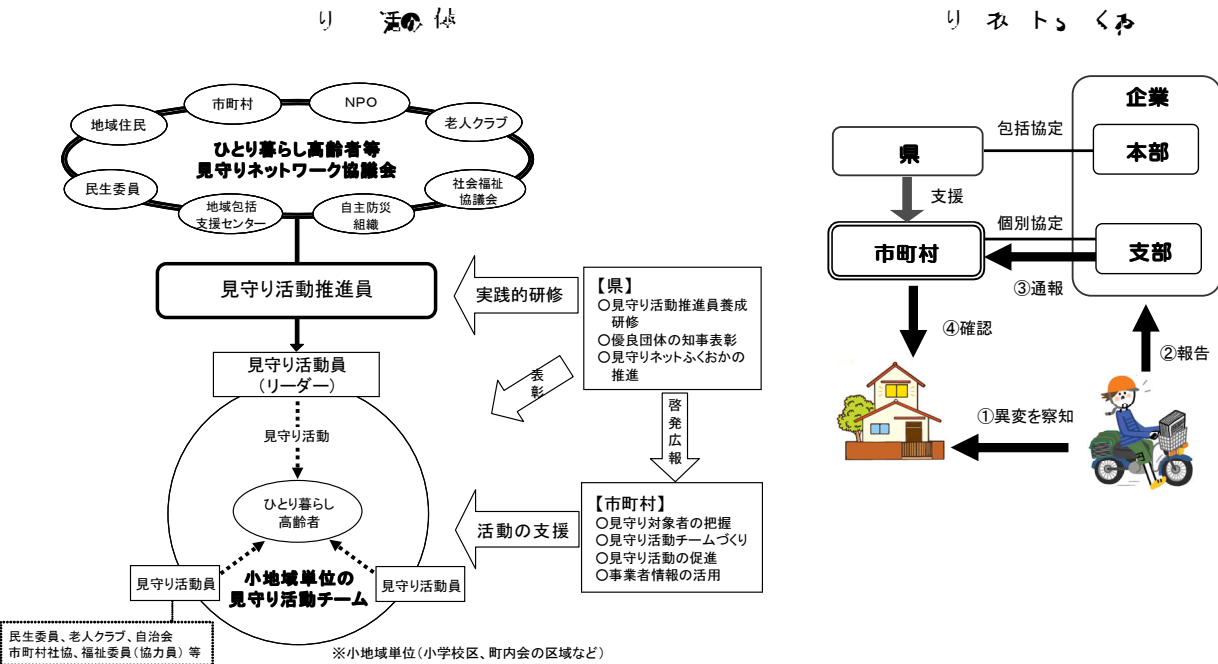 市町村
NPO
地域住民
老人クラブ
ひとり暮らし高齢者等
見守りネットワーク協議会
民生委員
社会福祉
協議会
地域包括
支援センター
自主防災
組織
見守り活動推進員
実践的研修
【県】
○見守り活動推進員養成
研修
○優良団体の知事表彰
○見守りネットふくおかの
推進
見守り活動員
(リーダー)
表彰
啓発広報
見守り活動
ひとり暮らし
高齢者
活動の支援
【市町村】
○見守り対象者の把握
○見守り活動チームづくり
○見守り活動の促進
○事業者情報の活用
見守り活動員
小地域単位の
見守り活動チーム
見守り活動員
民生委員、老人クラブ、自治会
市町村社協、福祉委員(協力員) 等
※小地域単位(小学校区、町内会の区域など)
企業
包括協定
県
本部
支援
個別協定
市町村
支部
③通報
④確認
②報告
①異変を察知